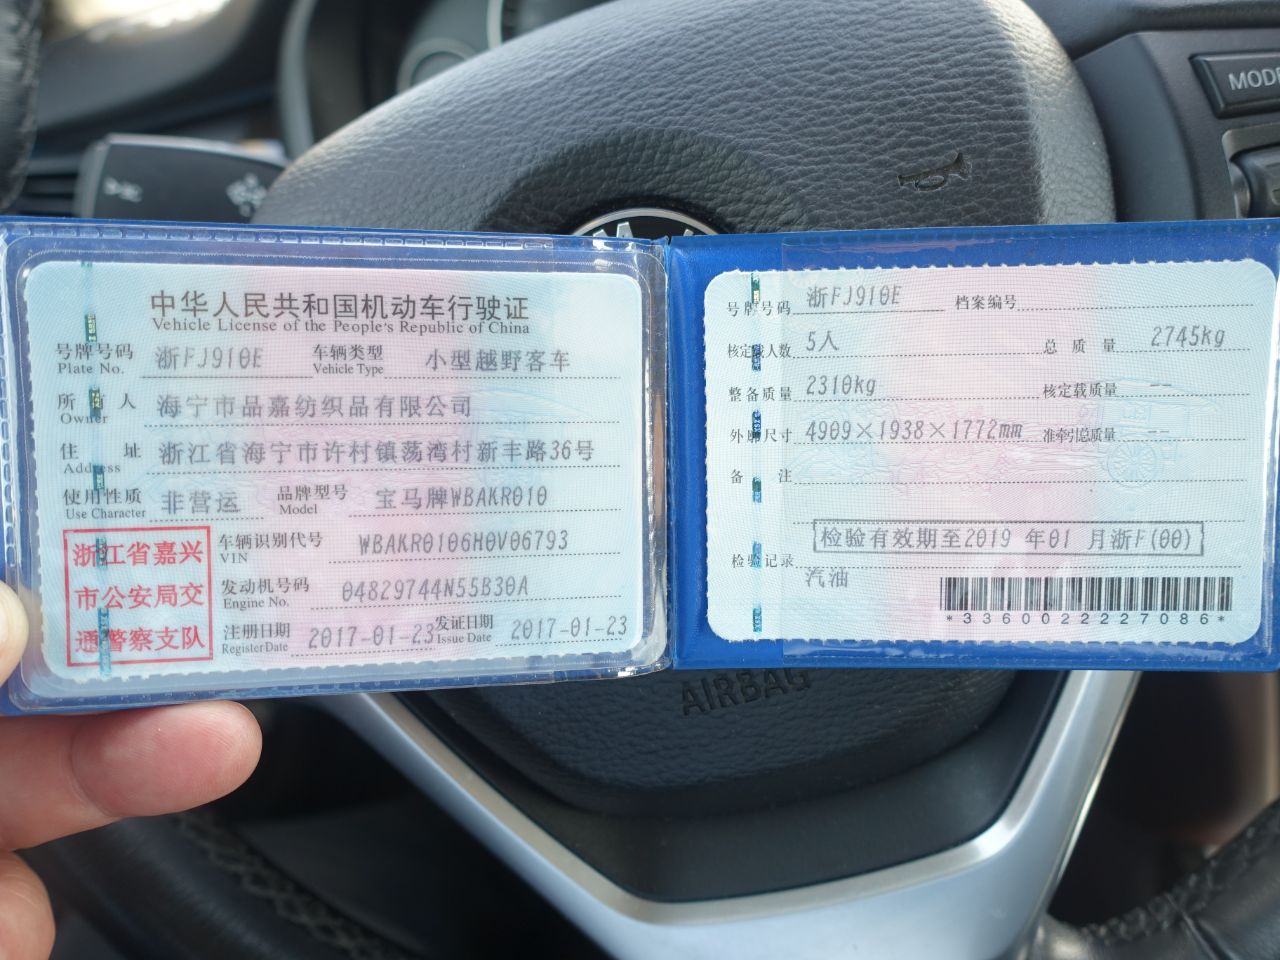 MODE
中华人民共和国机动车行驶证
Vehicle License of the People's Republic of China
号牌号码 浙FJ910E 车辆类型 小型越野客车
Plate No. Vehicle Type
所有人 海宁市品嘉纺织品有限公司
Owner
住址 浙江省海宁市许村镇荡湾村新丰路36号
Address
使用性质 非营运 品牌型号 宝马牌WBAKR010
Use Character Model
浙江省嘉兴
市公安局交
通警察支队
车辆识别代号 WBAKR0106H0V06793
VIN
发动机号码 04829744N55B30A
Engine No.
注册日期 2017-01-23 发证日期 2017-01-23
Register Date Issue Date
号牌号码 浙FJ910E 档案编号
核定载人数 5人 总质量 2745kg
整备质量 2310kg 核定载质量 --
外廓尺寸 4909×1938×1772mm 准牵引总质量 --
备注
检验有效期至2019 年01 月浙F(00)
检验记录
汽油
*3360022227086*
AIRBAG